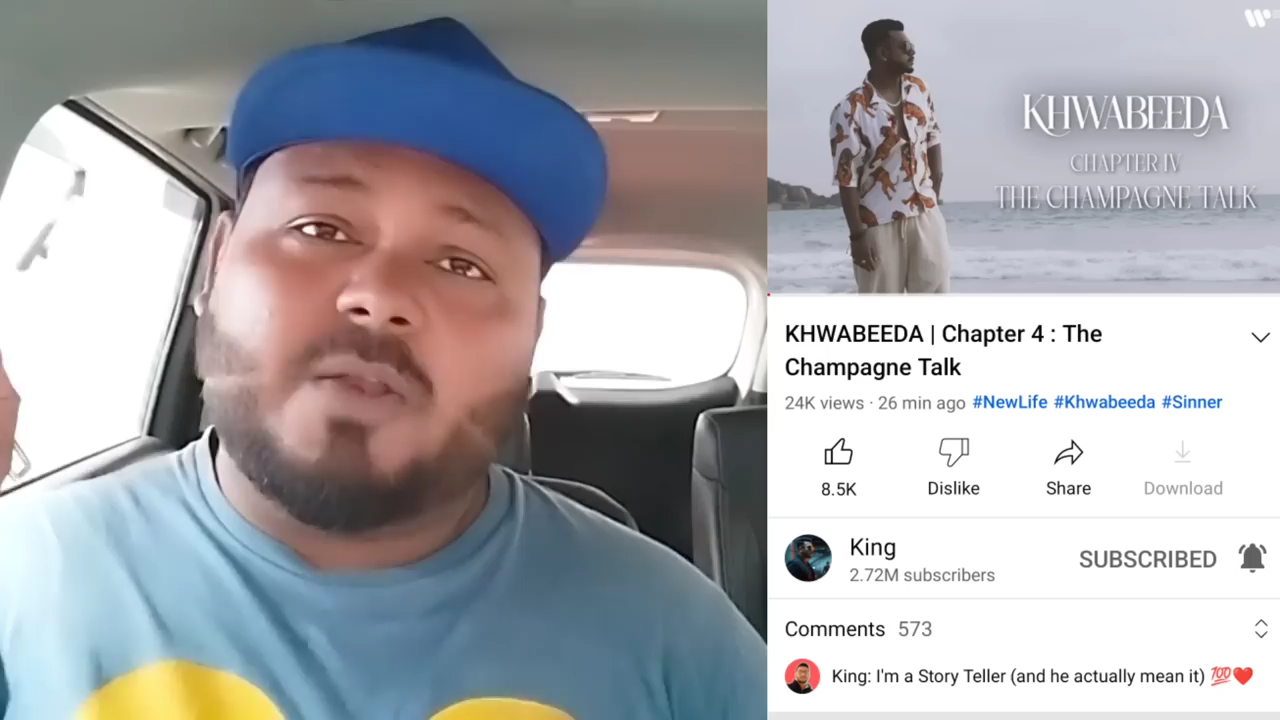 KHWABEEDA
CHAPTER IV
THE CHAMPAGNE TALK
KHWABEEDA | Chapter 4 : The
Champagne Talk
24K views · 26 min ago #NewLife #Khwabeeda #Sinner
8.5K
Dislike
Share
Download
King
2.72M subscribers
SUBSCRIBED
Comments 573
King: I'm a Story Teller (and he actually mean it) 💯❤️